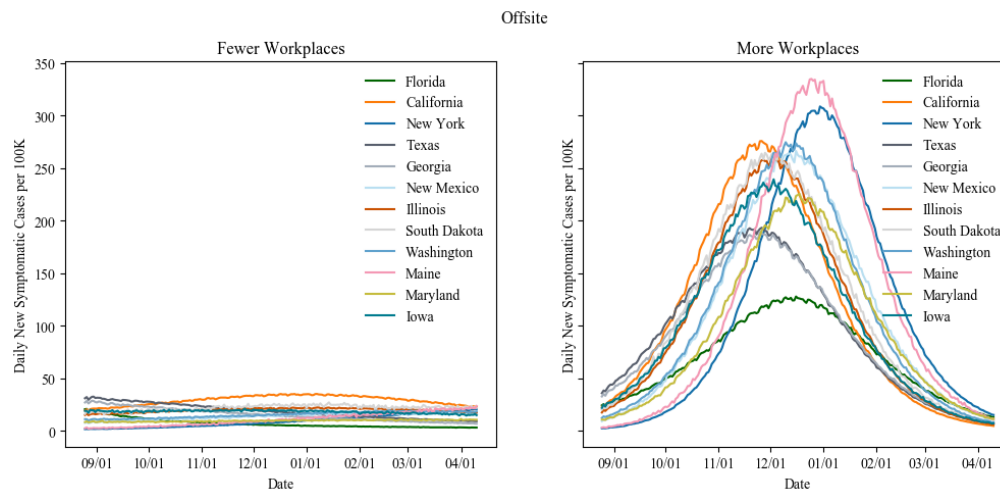 Offsite
Fewer Workplaces
Daily New Symptomatic Cases per 100K
350
300
250
200
150
100
50
0
Florida
California
New York
Texas
Georgia
New Mexico
Illinois
South Dakota
Washington
Maine
Maryland
Iowa
09/01 10/01 11/01 12/01 01/01 02/01 03/01 04/01
Date
More Workplaces
Daily New Symptomatic Cases per 100K
Florida
California
New York
Texas
Georgia
New Mexico
Illinois
South Dakota
Washington
Maine
Maryland
Iowa
09/01 10/01 11/01 12/01 01/01 02/01 03/01 04/01
Date